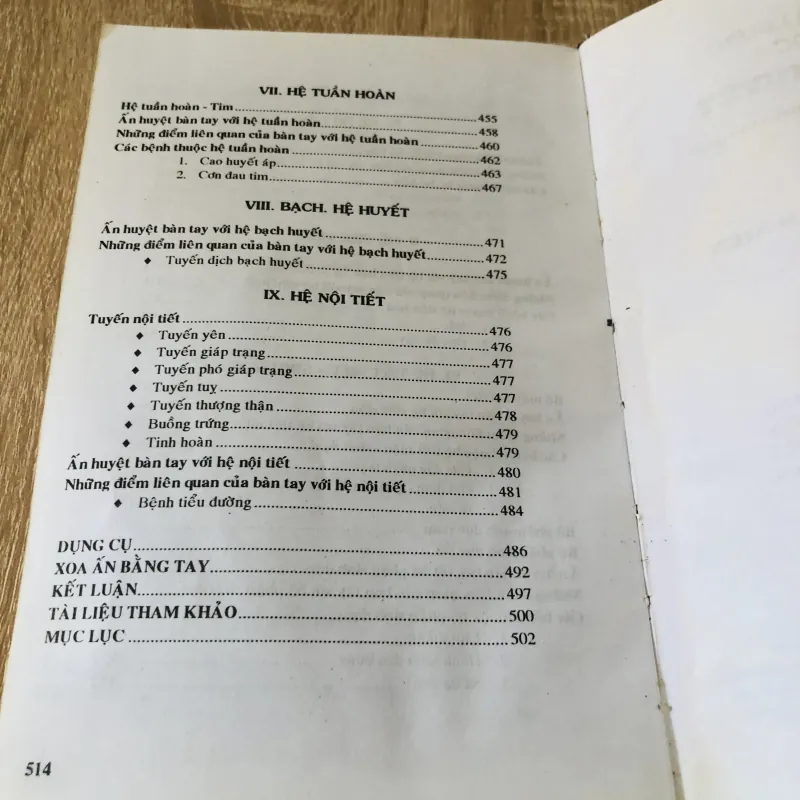 VII. HỆ TUẦN HOÀN
Hệ tuần hoàn - Tim 455
Ấn huyệt bàn tay với hệ tuần hoàn 458
Những điểm liên quan của bàn tay với hệ tuần hoàn 460
Các bệnh thuộc hệ tuần hoàn 462
1. Cao huyết áp 463
2. Cơn đau tim 467
VIII. BẠCH. HỆ HUYẾT
Ấn huyệt bàn tay với hệ bạch huyết 471
Những điểm liên quan của bàn tay với hệ bạch huyết 472
◆ Tuyến dịch bạch huyết 475
IX. HỆ NỘI TIẾT
Tuyến nội tiết 476
◆ Tuyến yên 476
◆ Tuyến giáp trạng 477
◆ Tuyến phó giáp trạng 477
◆ Tuyến tuỵ 477
◆ Tuyến thượng thận 478
◆ Buồng trứng 479
◆ Tinh hoàn 479
Ấn huyệt bàn tay với hệ nội tiết 480
Những điểm liên quan của bàn tay với hệ nội tiết 481
◆ Bệnh tiểu đường 484
DỤNG CỤ 486
XOA ẤN BẰNG TAY 492
KẾT LUẬN 497
TÀI LIỆU THAM KHẢO 500
MỤC LỤC 502
514